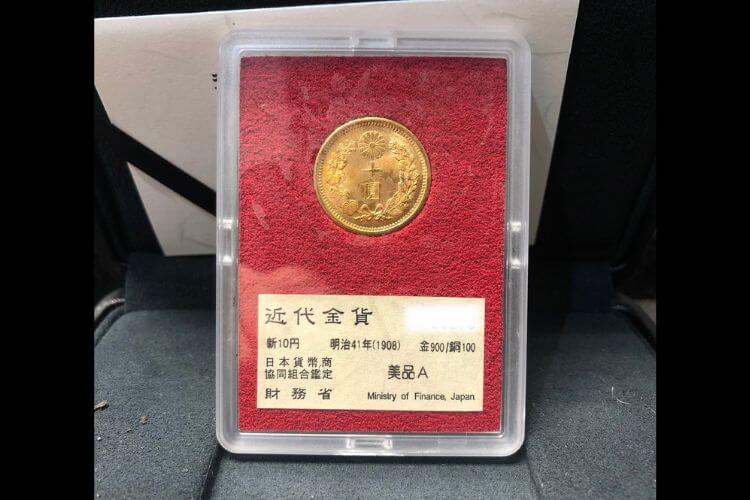 十
圓
近代金貨
新10円 明治41年(1908) 金900/銅100
日本貨幣商
協同組合鑑定 美品A
財務省 Ministry of Finance, Japan